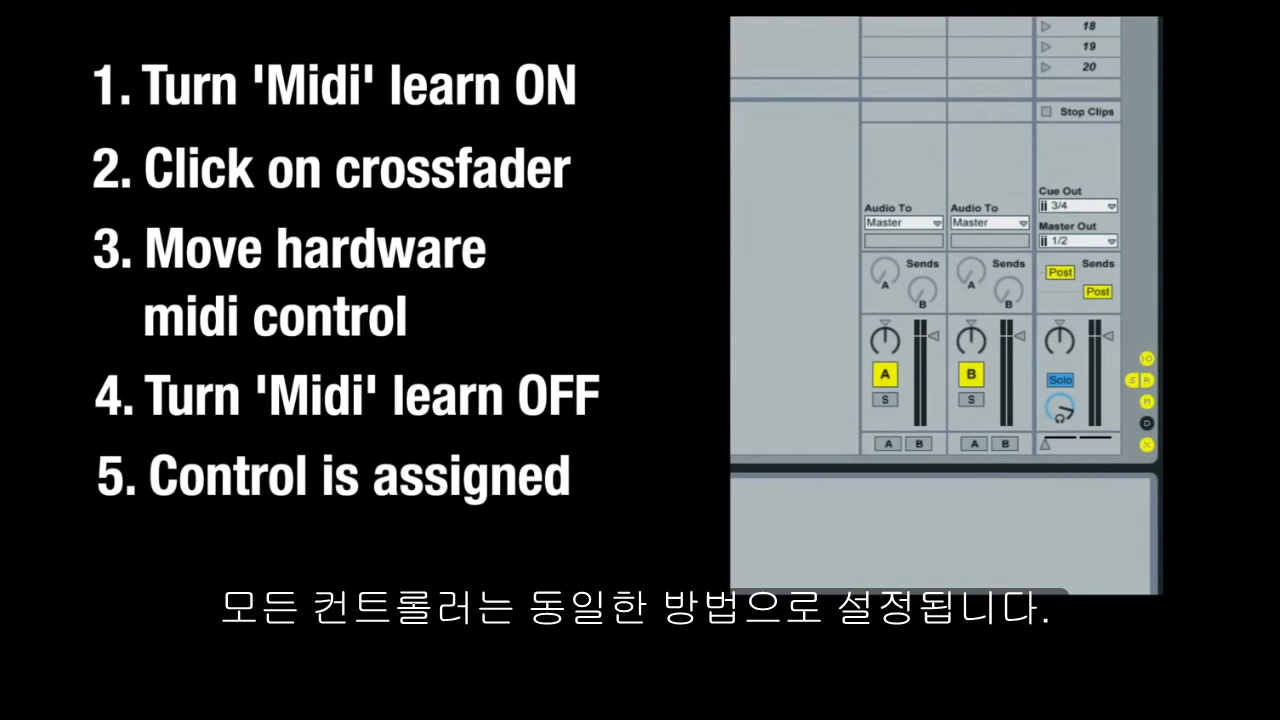 1. Turn 'Midi' learn ON
2. Click on crossfader
3. Move hardware
midi control
4. Turn 'Midi' learn OFF
5. Control is assigned
18
19
20
Stop Clips
Cue Out
3/4
Audio To
Audio To
Master
Master
Master Out
1/2
Sends
Sends
Sends
A
B
A
B
Post
Post
A
B
Solo
S
S
A
B
A
B
I·O
S
R
M
D
X
모든 컨트롤러는 동일한 방법으로 설정됩니다.